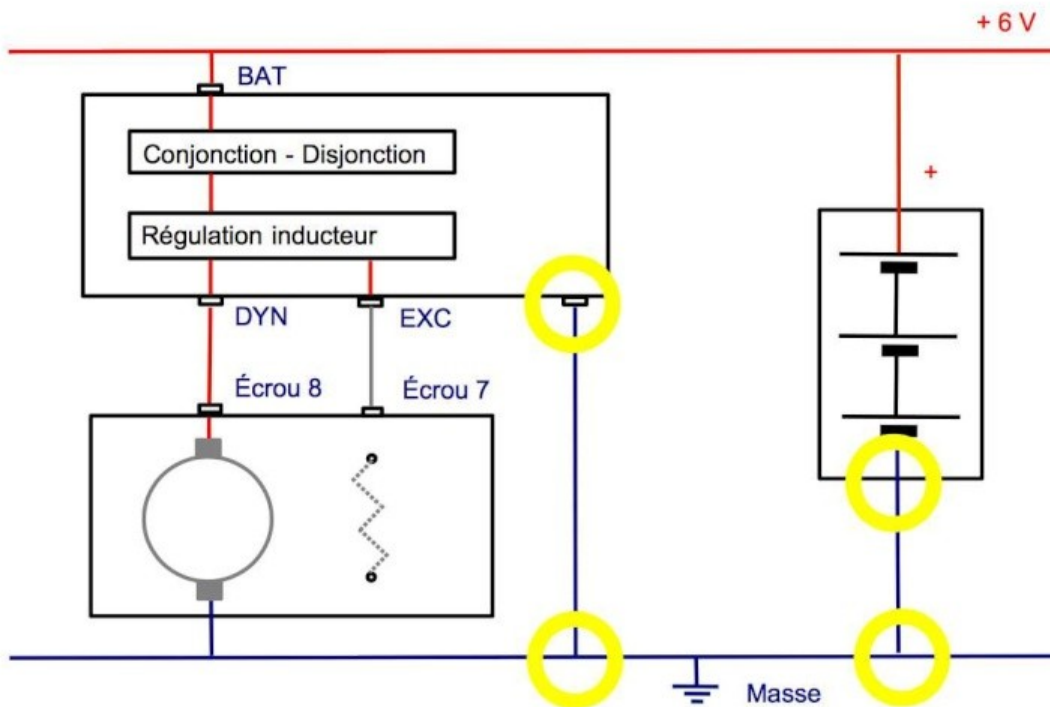 + 6 V
BAT
Conjonction - Disjonction
+
Régulation inducteur
DYN
EXC
Écrou 8
Écrou 7
Masse